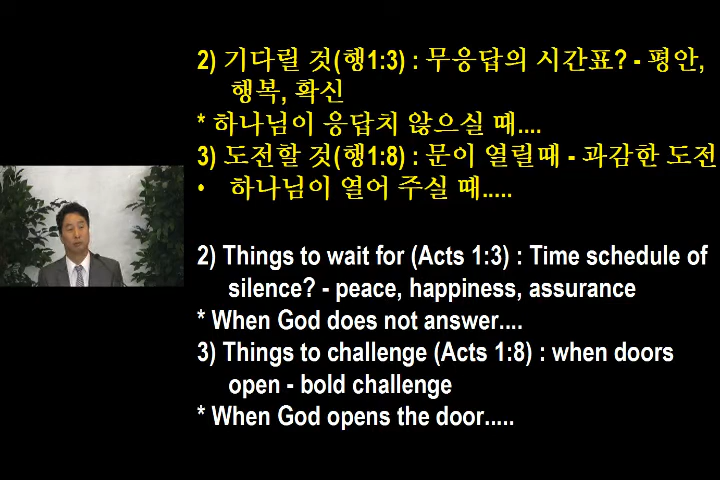 2) 기다릴 것(행1:3) : 무응답의 시간표? - 평안,
행복, 확신
* 하나님이 응답치 않으실 때....
3) 도전할 것(행1:8) : 문이 열릴때 - 과감한 도전
• 하나님이 열어 주실 때.....
2) Things to wait for (Acts 1:3) : Time schedule of
silence? - peace, happiness, assurance
* When God does not answer....
3) Things to challenge (Acts 1:8) : when doors
open - bold challenge
* When God opens the door.....